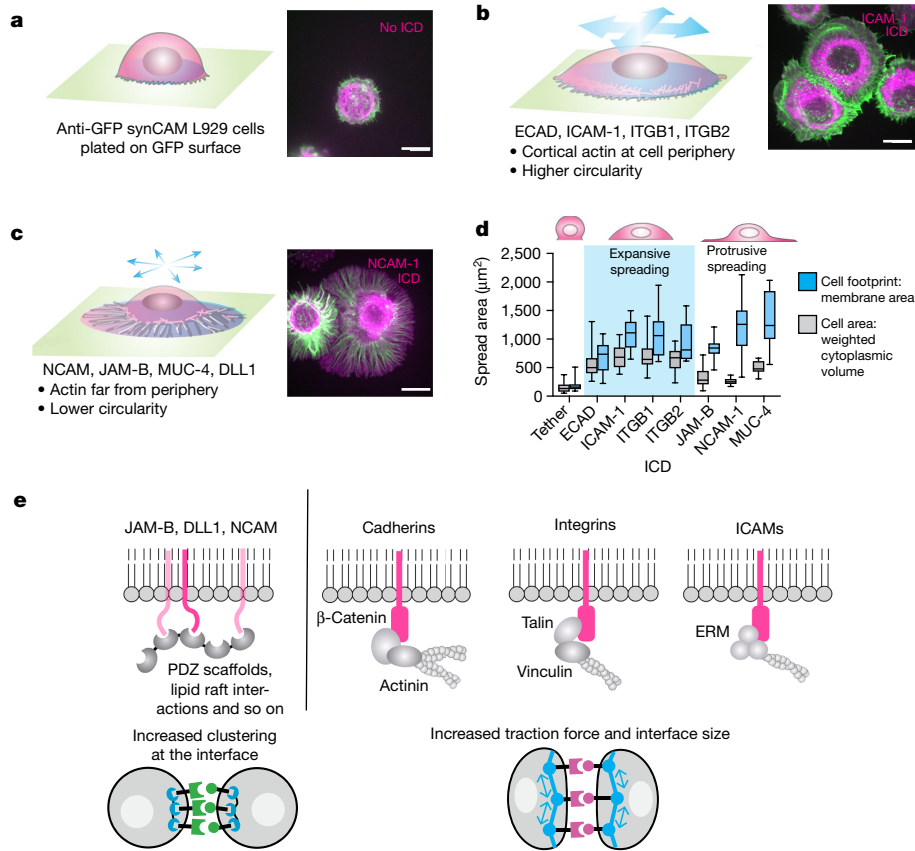 a
No ICD
Anti-GFP synCAM L929 cells
plated on GFP surface
b
ICAM-1
ICD
ECAD, ICAM-1, ITGB1, ITGB2
• Cortical actin at cell periphery
• Higher circularity
c
NCAM-1
ICD
NCAM, JAM-B, MUC-4, DLL1
• Actin far from periphery
• Lower circularity
d
Expansive
spreading
Protrusive
spreading
Spread area (μm²)
2,500
2,000
1,500
1,000
500
0
Tether
ECAD
ICAM-1
ITGB1
ITGB2
JAM-B
NCAM-1
MUC-4
ICD
Cell footprint:
membrane area
Cell area:
weighted
cytoplasmic
volume
e
JAM-B, DLL1, NCAM
PDZ scaffolds,
lipid raft inter-
actions and so on
Cadherins
β-Catenin
Actinin
Integrins
Talin
Vinculin
ICAMs
ERM
Increased clustering
at the interface
Increased traction force and interface size